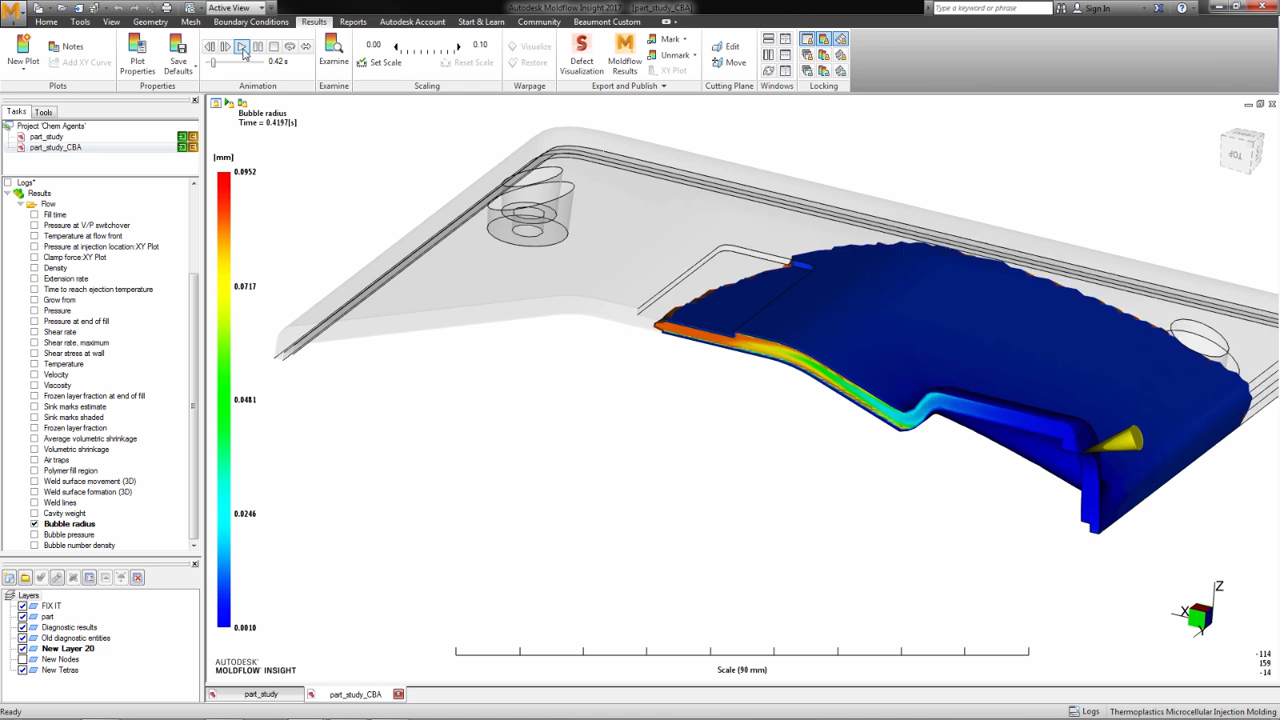 Active View
Autodesk Moldflow Insight 2017 - [part_study_CBA]
Type a keyword or phrase
Sign In
Home
Tools
View
Geometry
Mesh
Boundary Conditions
Results
Reports
Autodesk Account
Start & Learn
Community
Beaumont Custom
New Plot
Notes
Add XY Curve
Plots
Plot Properties
Save Defaults
Properties
0.42 s
Animation
Examine
Examine
0.00
0.10
Set Scale
Reset Scale
Scaling
Visualize
Restore
Warpage
Defect Visualization
Moldflow Results
Mark
Unmark
XY Plot
Export and Publish
Edit
Move
Cutting Plane
Windows
Locking
Tasks
Tools
Project 'Chem Agents'
part_study
part_study_CBA
Logs*
Results
Flow
Fill time
Pressure at V/P switchover
Temperature at flow front
Pressure at injection location:XY Plot
Clamp force:XY Plot
Density
Extension rate
Time to reach ejection temperature
Grow from
Pressure
Pressure at end of fill
Shear rate
Shear rate, maximum
Shear stress at wall
Temperature
Velocity
Viscosity
Frozen layer fraction at end of fill
Sink marks estimate
Sink marks shaded
Frozen layer fraction
Average volumetric shrinkage
Volumetric shrinkage
Air traps
Polymer fill region
Weld surface movement (3D)
Weld surface formation (3D)
Weld lines
Cavity weight
Bubble radius
Bubble pressure
Bubble number density
Layers
FIX IT
part
Diagnostic results
Old diagnostic entities
New Layer 20
New Nodes
New Tetras
Bubble radius
Time = 0.4197[s]
[mm]
0.0952
0.0717
0.0481
0.0246
0.0010
TOP
AUTODESK®
MOLDFLOW® INSIGHT
Scale (90 mm)
Z
X
Y
-114
159
-14
part_study
part_study_CBA
Ready
Logs
Thermoplastics Microcellular Injection Molding